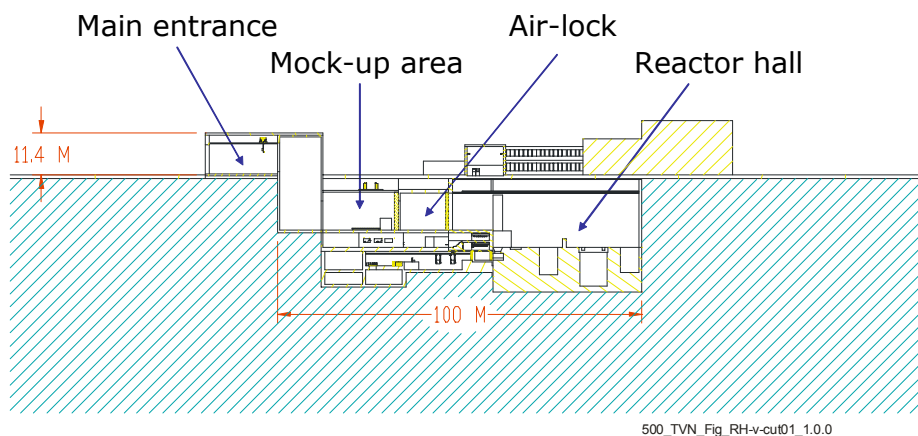 Main entrance
Air-lock
Mock-up area
Reactor hall
11.4 M
100 M
500_TVN_Fig_RH-v-cut01_1.0.0